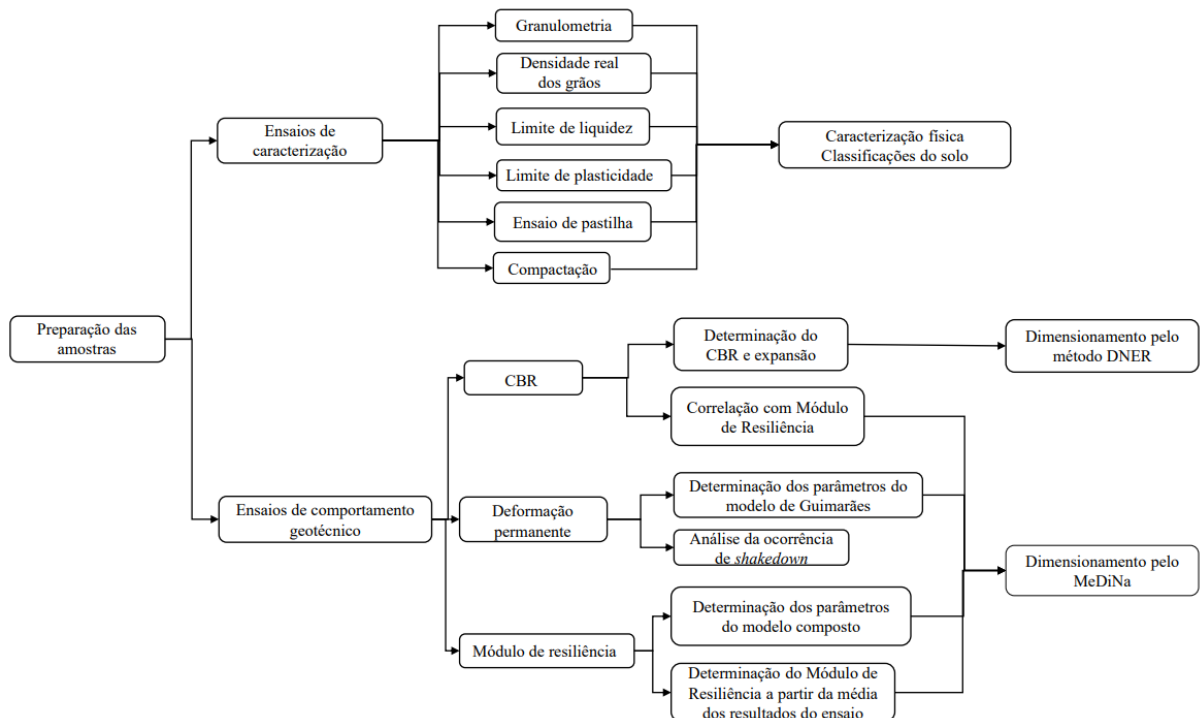 Granulometria
Densidade real
dos grãos
Limite de liquidez
Limite de plasticidade
Ensaio de pastilha
Compactação
Ensaios de
caracterização
Caracterização física
Classificações do solo
Preparação das
amostras
Ensaios de comportamento
geotécnico
CBR
Determinação do
CBR e expansão
Dimensionamento pelo
método DNER
Correlação com Módulo
de Resiliência
Deformação
permanente
Determinação dos parâmetros do
modelo de Guimarães
Análise da ocorrência
de shakedown
Dimensionamento pelo
MeDiNa
Módulo de resiliência
Determinação dos parâmetros
do modelo composto
Determinação do Módulo de
Resiliência a partir da média
dos resultados do ensaio